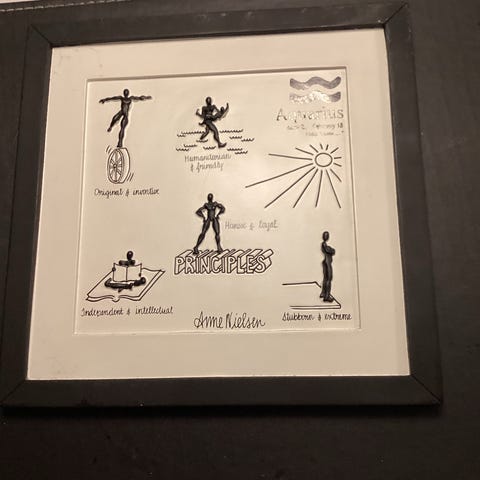 Aquarius
Original & inventive
Humanitarian
& friendly
Honest & loyal
PRINCIPLES
Independent & intellectual
Stubborn & extreme
Anne Nielsen